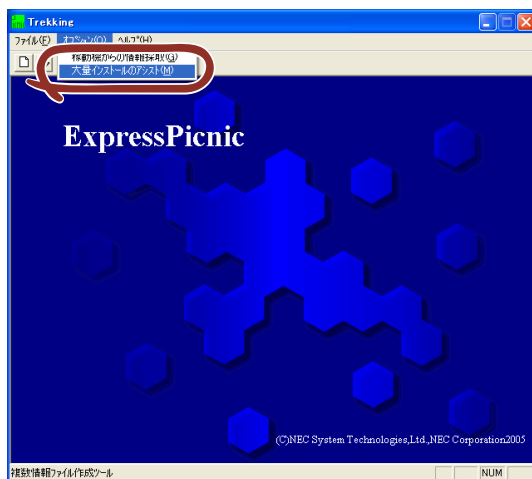 Trekking
ファイル(F) オプション(O) ヘルプ(H)
稼動機からの情報採取(G)
大量インストールのアシスト(M)
ExpressPicnic
(C)NEC System Technologies,Ltd.,NEC Corporation2005
複数情報ファイル作成ツール
NUM